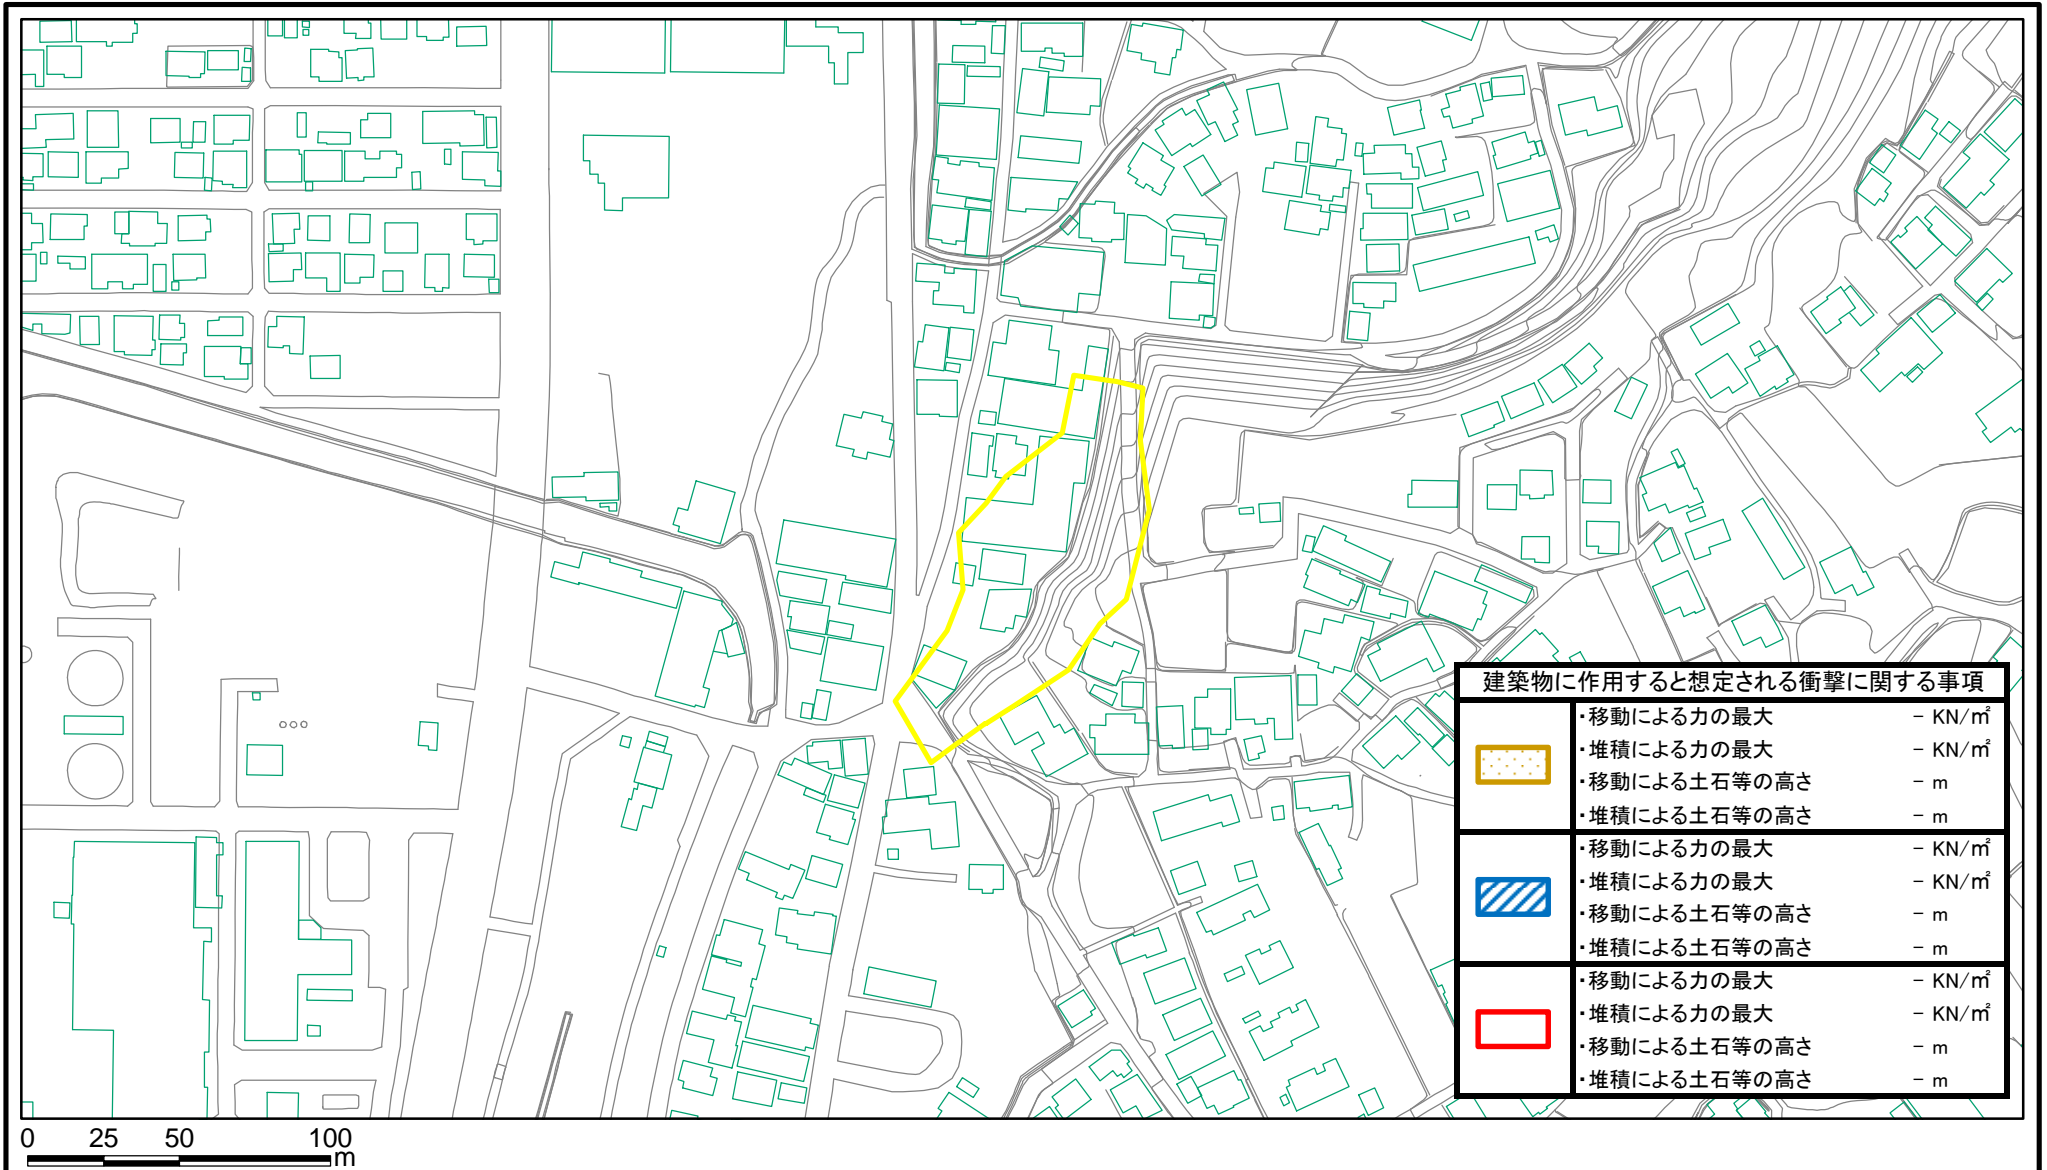 建築物に作用すると想定される衝撃に関する事項
・移動による力の最大 － KN/㎡
・堆積による力の最大 － KN/㎡
・移動による土石等の高さ － m
・堆積による土石等の高さ － m
・移動による力の最大 － KN/㎡
・堆積による力の最大 － KN/㎡
・移動による土石等の高さ － m
・堆積による土石等の高さ － m
・移動による力の最大 － KN/㎡
・堆積による力の最大 － KN/㎡
・移動による土石等の高さ － m
・堆積による土石等の高さ － m
0 25 50 100
m